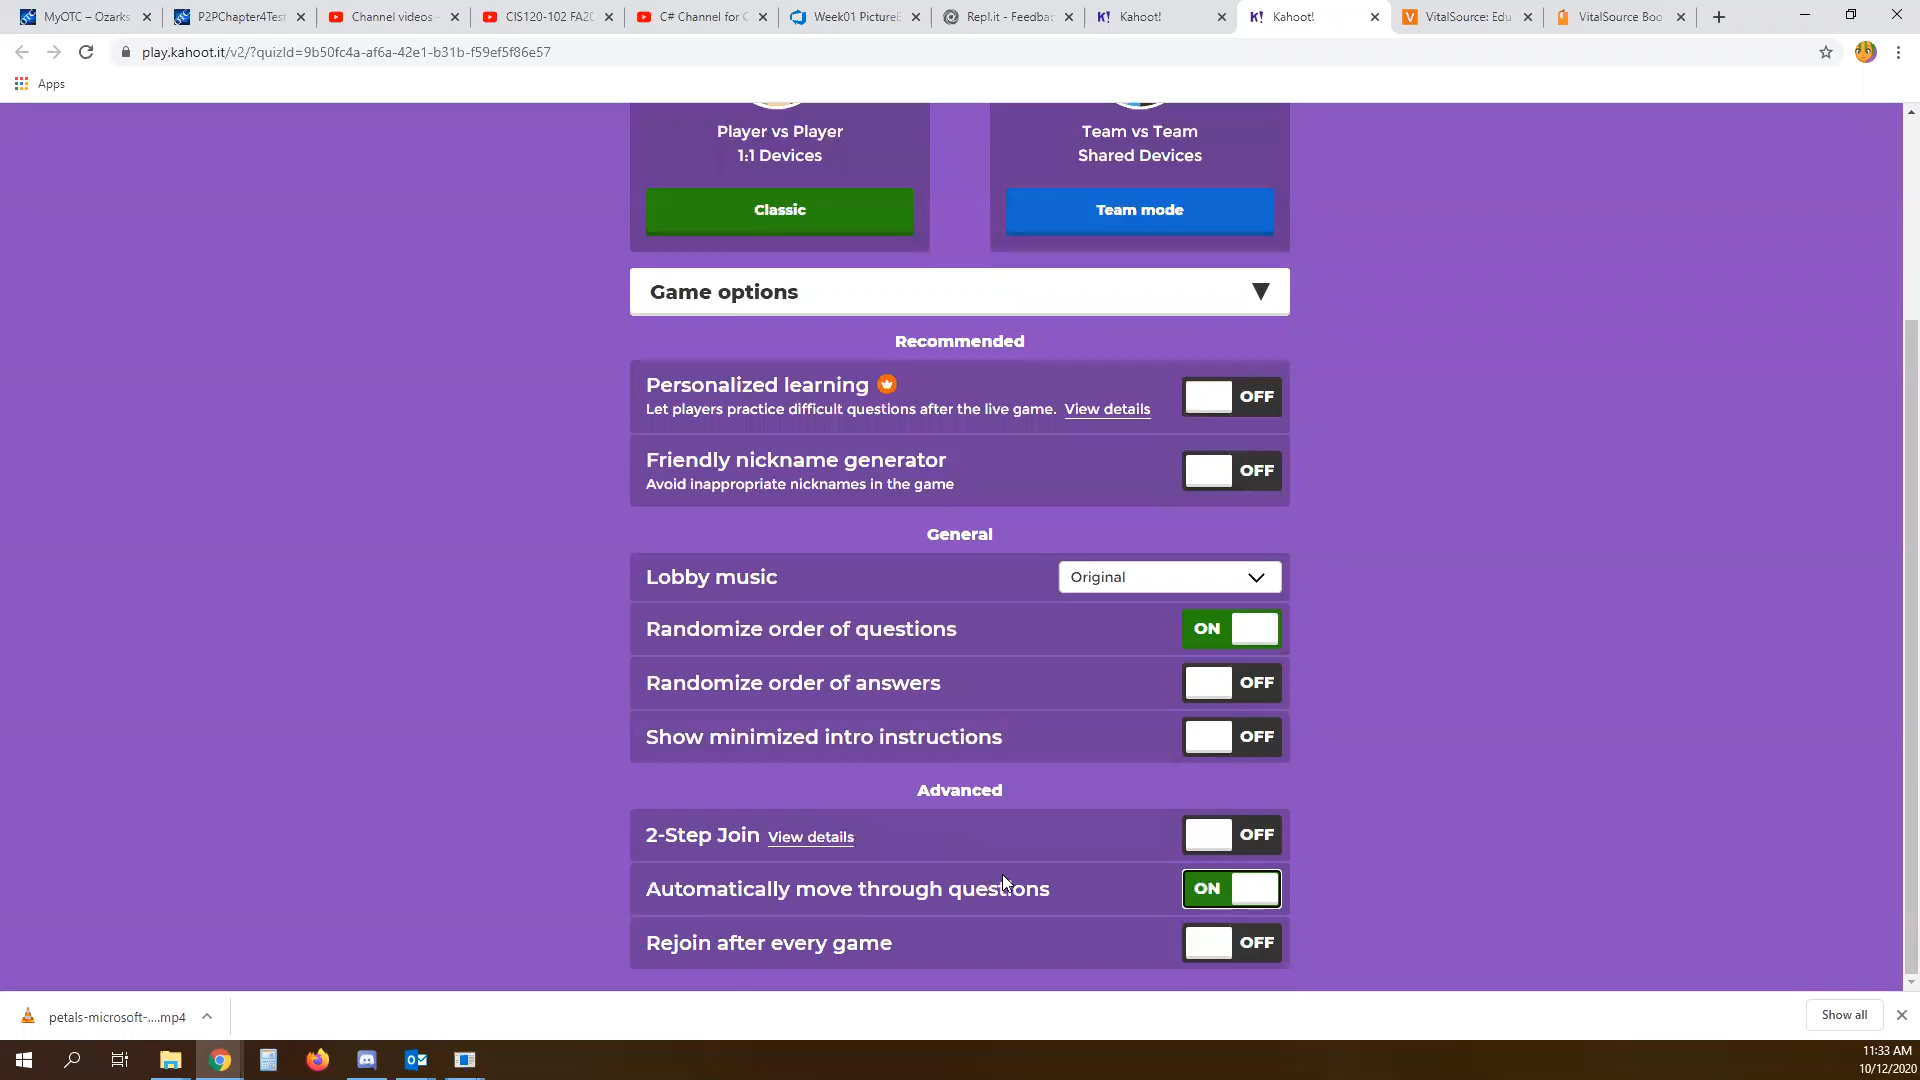 MyOTC – Ozarks
P2PChapter4Test
Channel videos -
CIS120-102 FA20
C# Channel for C
Week01 PictureB
Repl.it - Feedbac
Kahoot!
Kahoot!
VitalSource: Edu
VitalSource Boo
play.kahoot.it/v2/?quizId=9b50fc4a-af6a-42e1-b31b-f59ef5f86e57
Apps
Player vs Player
1:1 Devices
Classic
Team vs Team
Shared Devices
Team mode
Game options
Recommended
Personalized learning
Let players practice difficult questions after the live game. View details
OFF
Friendly nickname generator
Avoid inappropriate nicknames in the game
OFF
General
Lobby music
Original
Randomize order of questions
ON
Randomize order of answers
OFF
Show minimized intro instructions
OFF
Advanced
2-Step Join View details
OFF
Automatically move through questions
ON
Rejoin after every game
OFF
petals-microsoft-....mp4
Show all
11:33 AM
10/12/2020